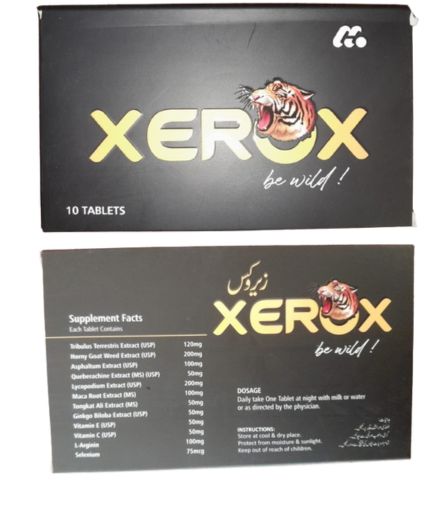 XEROX
be wild !
10 TABLETS
زیروکس
XEROX
be wild !
Supplement Facts
Each Tablet Contains
Tribulus Terrestris Extract (USP) 120mg
Horny Goat Weed Extract (USP) 200mg
Asphaltum Extract (USP) 100mg
Querberachine Extract (MS) (USP) 50mg
Lycopodium Extract (USP) 200mg
Maca Root Extract (MS) 100mg
Tongkat Ali Extract (MS) 50mg
Ginkgo Biloba Extract (USP) 50mg
Vitamin E (USP) 50mg
Vitamin C (USP) 50mg
L-Arginin 100mg
Selenium 75mcg
DOSAGE
Daily take One Tablet at night with milk or water
or as directed by the physician.
INSTRUCTIONS:
Store at cool & dry place.
Protect from moisture & sunlight.
Keep out of reach of children.